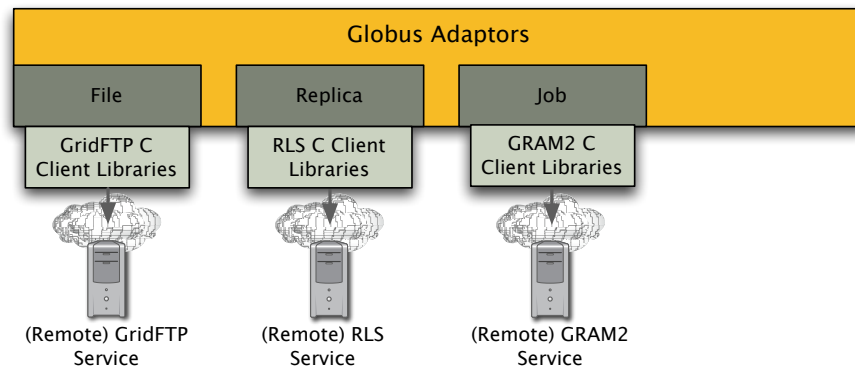 Globus Adaptors
File
Replica
Job
GridFTP C
Client Libraries
RLS C Client
Libraries
GRAM2 C
Client Libraries
(Remote) GridFTP
Service
(Remote) RLS
Service
(Remote) GRAM2
Service